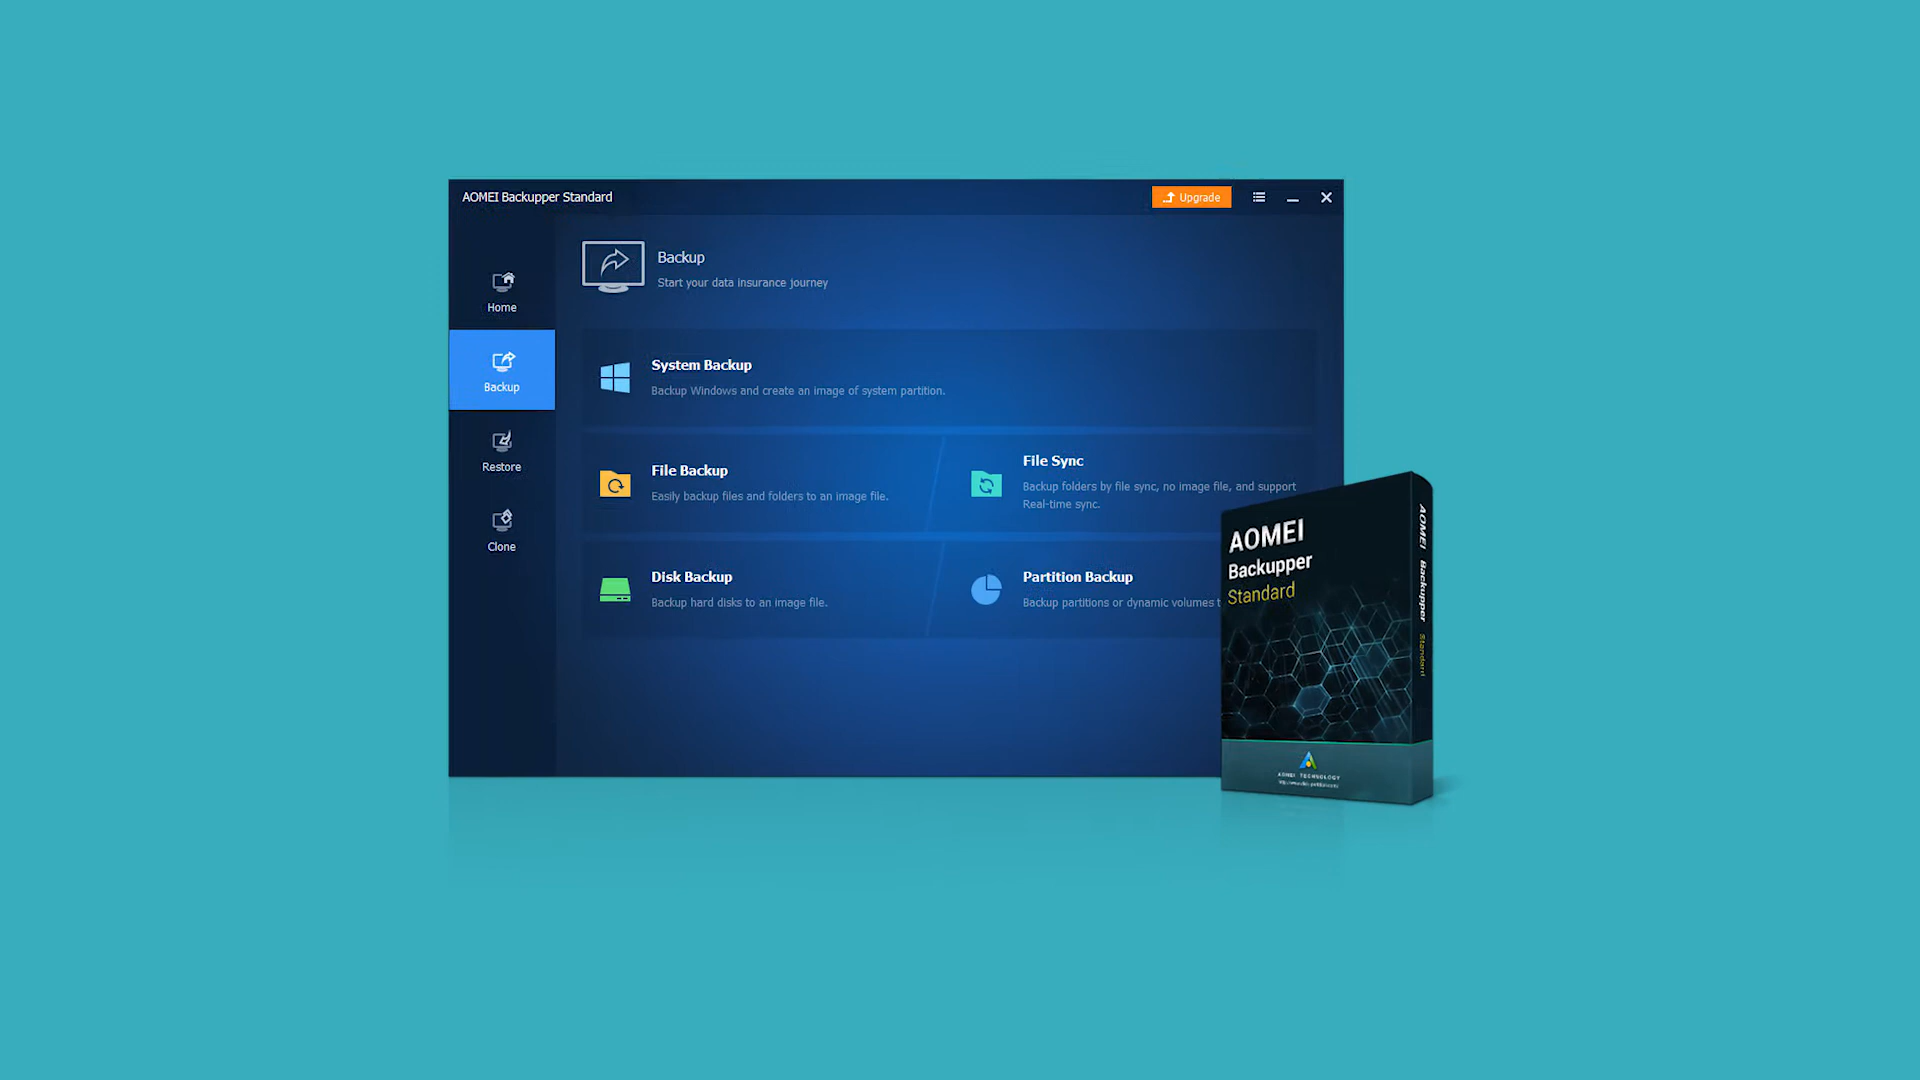 AOMEI Backupper Standard
Upgrade
Home
Backup
Restore
Clone
Backup
Start your data insurance journey
System Backup
Backup Windows and create an image of system partition.
File Backup
Easily backup files and folders to an image file.
File Sync
Backup folders by file sync, no image file, and support
Real-time sync.
Disk Backup
Backup hard disks to an image file.
Partition Backup
Backup partitions or dynamic volumes t
AOMEI
Backupper
Standard
AOMEI Backupper Standard
AOMEI TECHNOLOGY